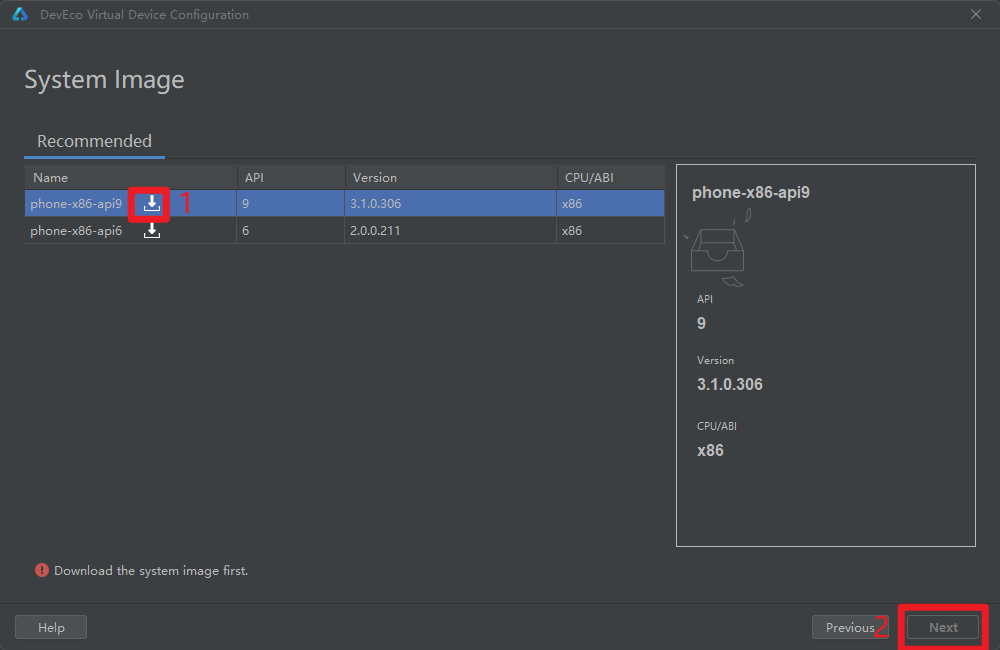 DevEco Virtual Device Configuration
System Image
Recommended
Name API Version CPU/ABI
phone-x86-api9 1 9 3.1.0.306 x86
phone-x86-api6 6 2.0.0.211 x86
phone-x86-api9
API
9
Version
3.1.0.306
CPU/ABI
x86
Download the system image first.
Help Previous 2 Next